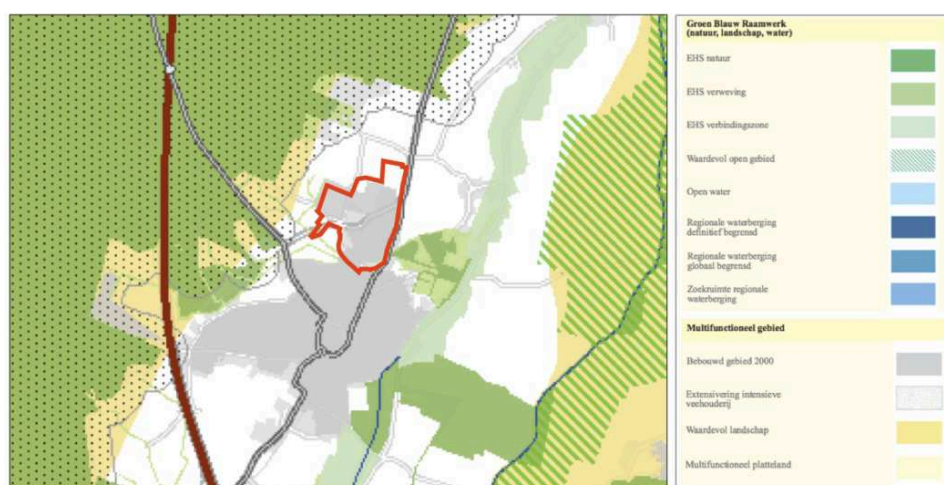 Groen Blauw Raamwerk
(natuur, landschap, water)
EHS natuur
EHS verweving
EHS verbindingszone
Waardevol open gebied
Open water
Regionale waterberging
definitief begrensd
Regionale waterberging
globaal begrensd
Zoekruimte regionale
waterberging
Multifunctioneel gebied
Bebouwd gebied 2000
Extensivering intensieve
veehouderij
Waardevol landschap
Multifunctioneel platteland